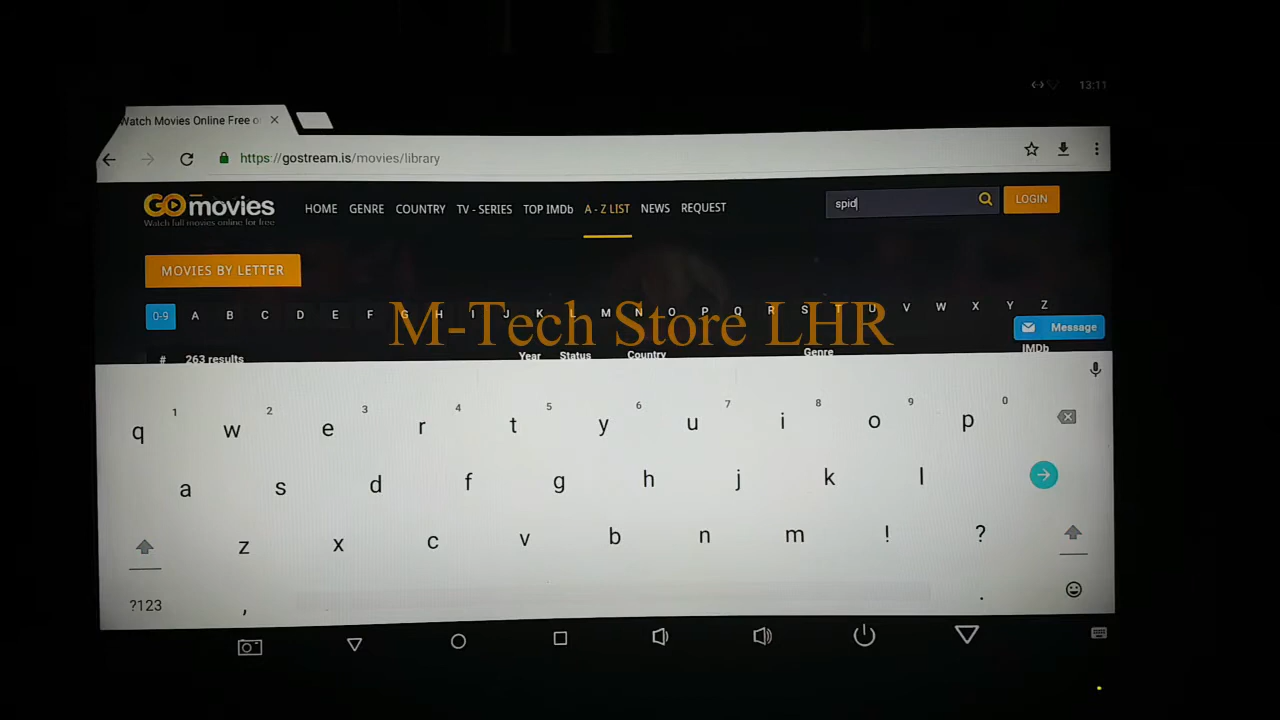 13:11
Watch Movies Online Free o
https://gostream.is/movies/library
GOmovies
Watch full movies online for free
HOME GENRE COUNTRY TV - SERIES TOP IMDb A - Z LIST NEWS REQUEST
spid
LOGIN
MOVIES BY LETTER
0-9 A B C D E F G H I J K L M N O P Q R S T U V W X Y Z
M-Tech Store LHR
Message
# 263 results Year Status Country Genre IMDb
1 2 3 4 5 6 7 8 9 0
q w e r t y u i o p
a s d f g h j k l
z x c v b n m ! ?
?123 , .